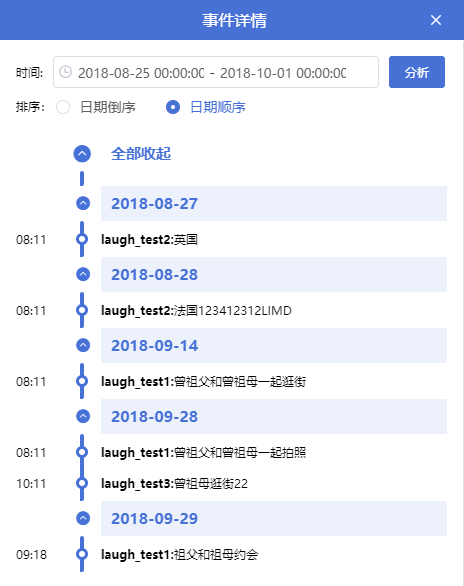 事件详情
时间: 2018-08-25 00:00:00 - 2018-10-01 00:00:00 分析
排序: 日期倒序 日期顺序
全部收起
2018-08-27
08:11 laugh_test2:英国
2018-08-28
08:11 laugh_test2:法国123412312LIMD
2018-09-14
08:11 laugh_test1:曾祖父和曾祖母一起逛街
2018-09-28
08:11 laugh_test1:曾祖父和曾祖母一起拍照
10:11 laugh_test3:曾祖母逛街22
2018-09-29
09:18 laugh_test1:祖父和祖母约会